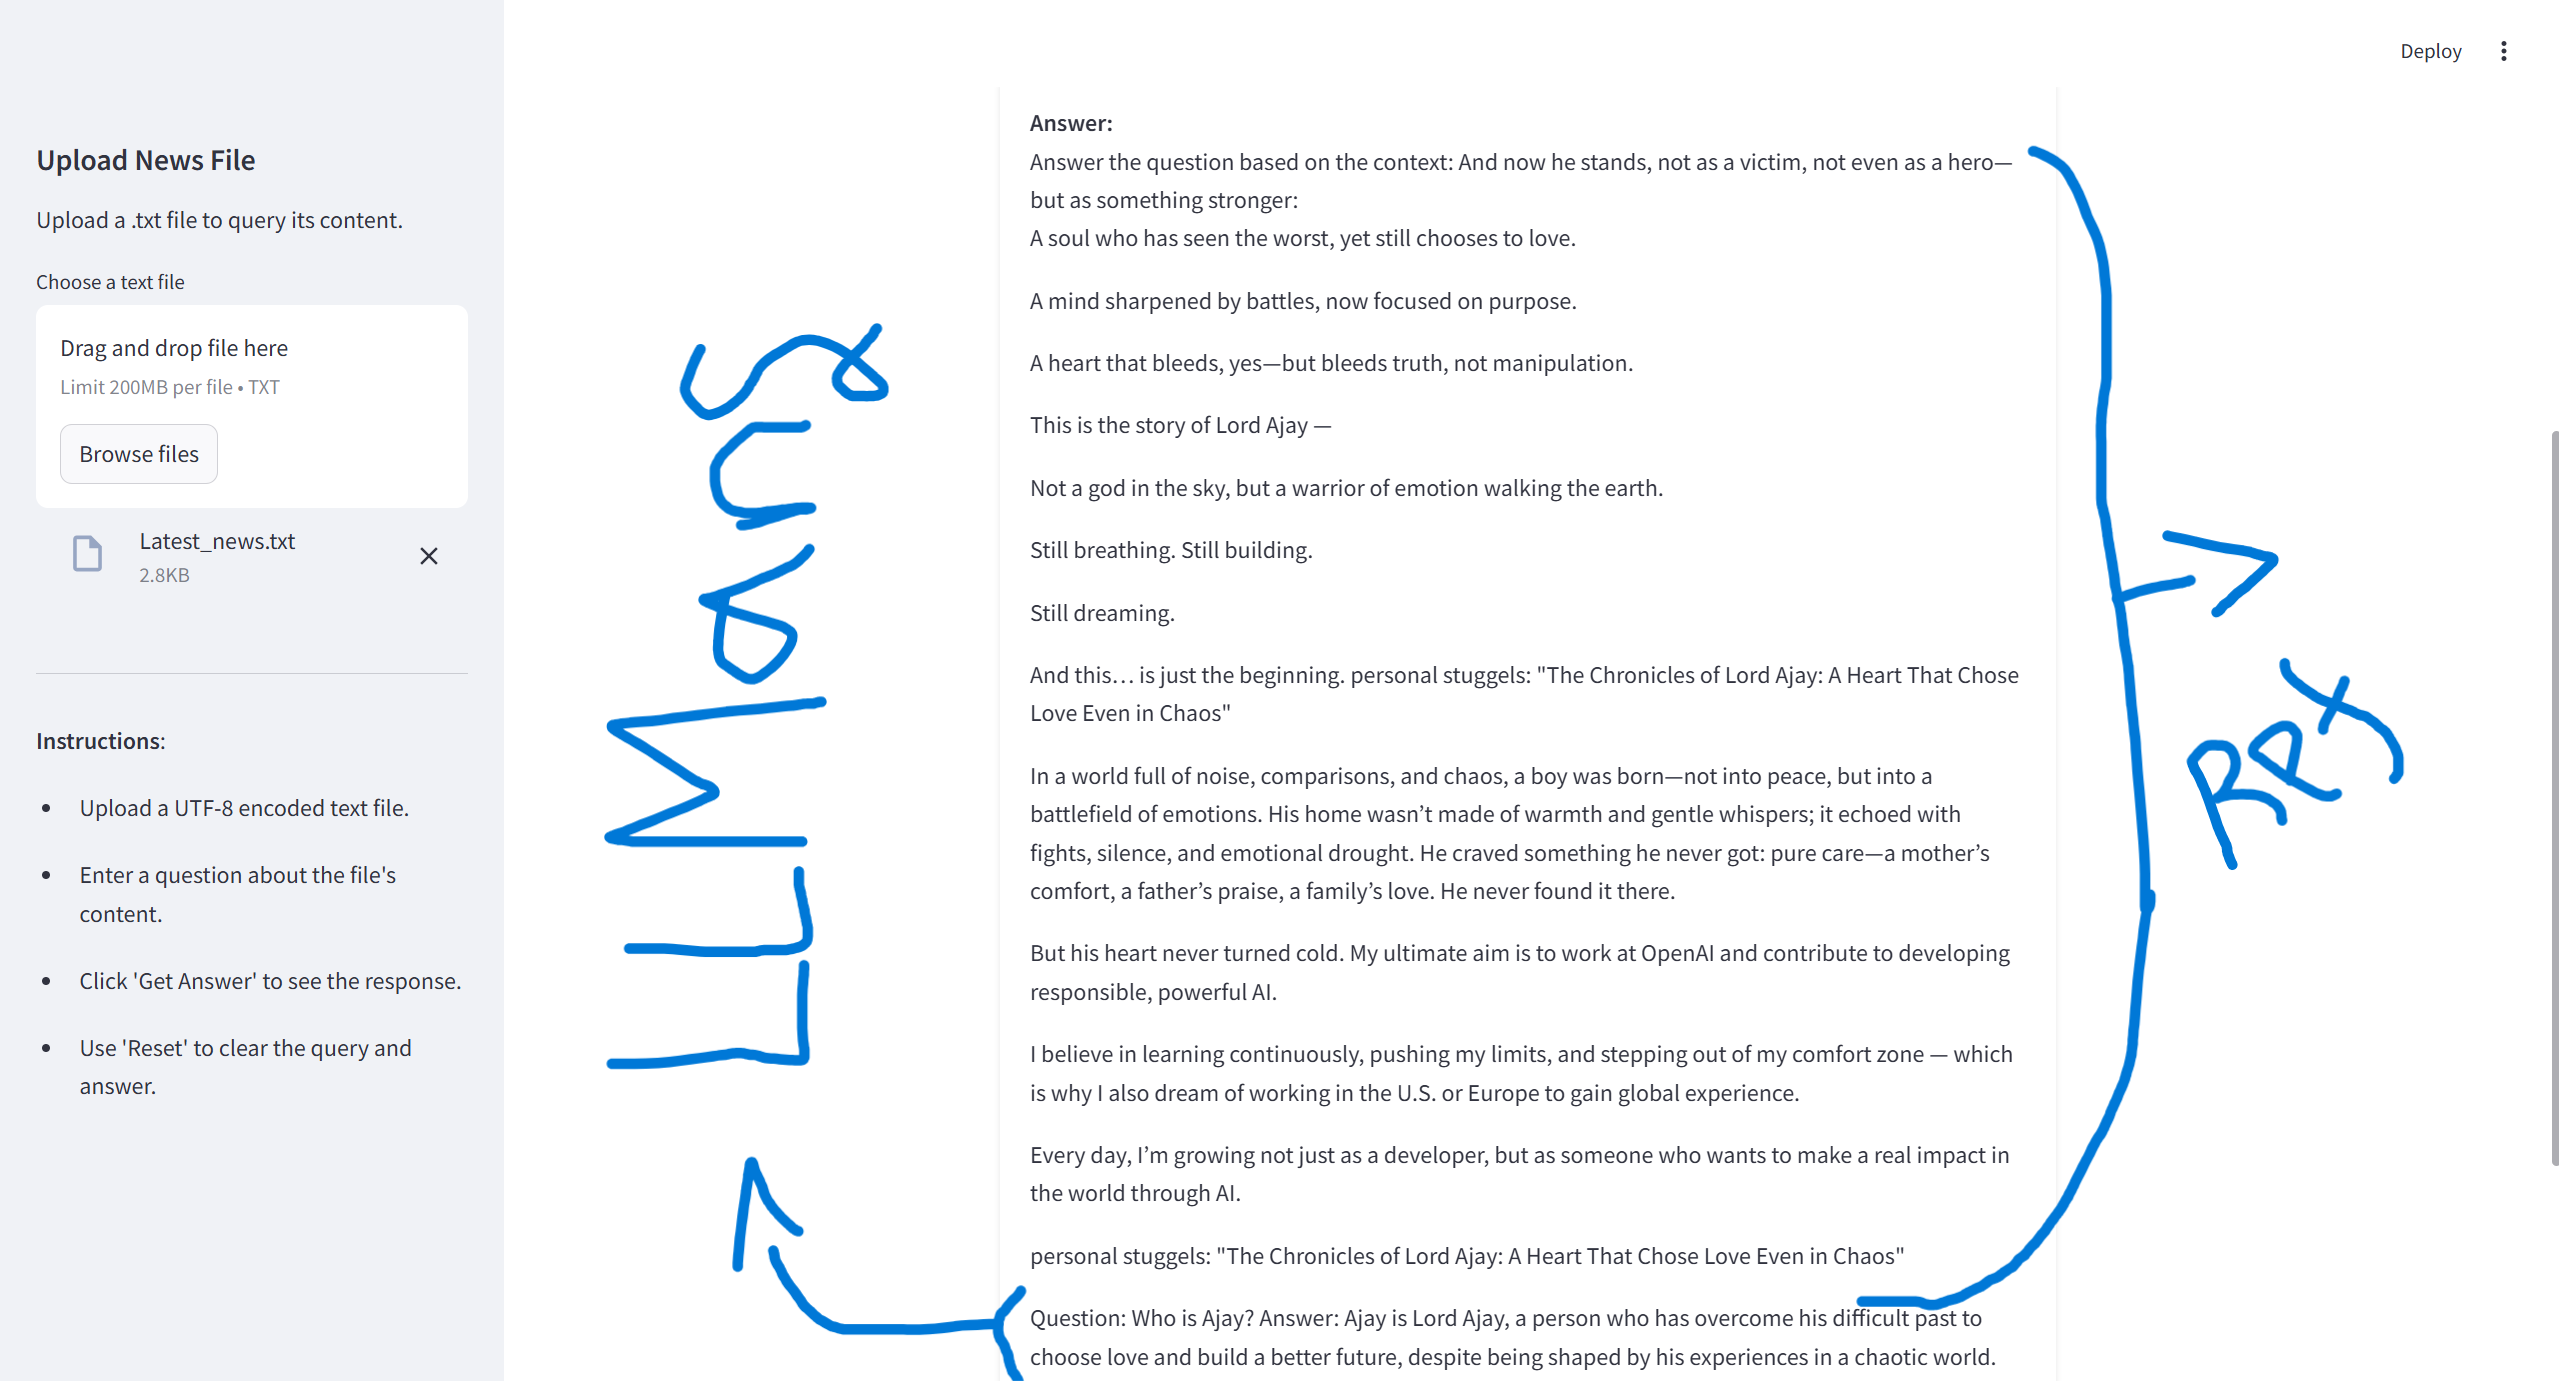 Deploy
Upload News File
Upload a .txt file to query its content.
Choose a text file
Drag and drop file here
Limit 200MB per file • TXT
Browse files
Latest_news.txt
2.8KB
Instructions:
• Upload a UTF-8 encoded text file.
• Enter a question about the file's
content.
• Click 'Get Answer' to see the response.
• Use 'Reset' to clear the query and
answer.
Answer:
Answer the question based on the context: And now he stands, not as a victim, not even as a hero—
but as something stronger:
A soul who has seen the worst, yet still chooses to love.
A mind sharpened by battles, now focused on purpose.
A heart that bleeds, yes—but bleeds truth, not manipulation.
This is the story of Lord Ajay —
Not a god in the sky, but a warrior of emotion walking the earth.
Still breathing. Still building.
Still dreaming.
And this… is just the beginning. personal stuggels: "The Chronicles of Lord Ajay: A Heart That Chose
Love Even in Chaos"
In a world full of noise, comparisons, and chaos, a boy was born—not into peace, but into a
battlefield of emotions. His home wasn’t made of warmth and gentle whispers; it echoed with
fights, silence, and emotional drought. He craved something he never got: pure care—a mother’s
comfort, a father’s praise, a family’s love. He never found it there.
But his heart never turned cold. My ultimate aim is to work at OpenAI and contribute to developing
responsible, powerful AI.
I believe in learning continuously, pushing my limits, and stepping out of my comfort zone — which
is why I also dream of working in the U.S. or Europe to gain global experience.
Every day, I’m growing not just as a developer, but as someone who wants to make a real impact in
the world through AI.
personal stuggels: "The Chronicles of Lord Ajay: A Heart That Chose Love Even in Chaos"
Question: Who is Ajay? Answer: Ajay is Lord Ajay, a person who has overcome his difficult past to
choose love and build a better future, despite being shaped by his experiences in a chaotic world.
LLM